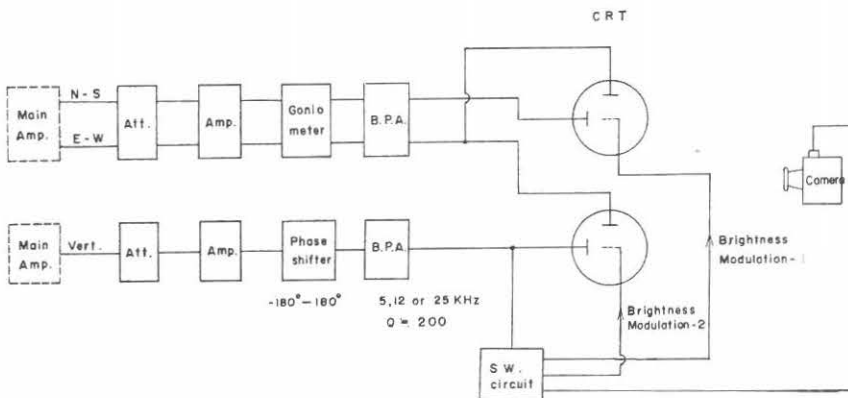 CRT
N-S
Main
Amp.
E-W
Att.
Amp.
Gonio
meter
B.P.A.
Camera
Main
Amp.
Vert.
Att.
Amp.
Phase
shifter
B.P.A.
-180°-180°
5,12 or 25 KHz
Q = 200
Brightness
Modulation-1
Brightness
Modulation-2
S W.
circuit